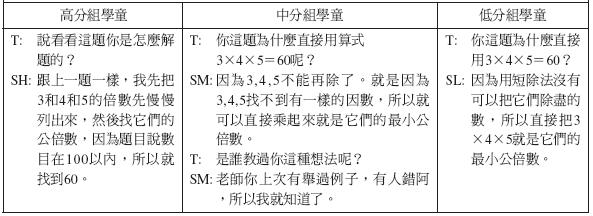 高分組學童
T: 說看看這題你是怎麼解
題的？
SH: 跟上一題一樣，我先把
3和4和5的倍數先慢慢
列出來，然後找它們的
公倍數，因為題目說數
目在100以內，所以就
找到60。
中分組學童
T: 你這題為什麼直接用算式
3×4×5＝60呢？
SM: 因為3,4,5不能再除了。就是因為
3,4,5找不到有一樣的因數，所以就
可以直接乘起來就是它們的最小公
倍數。
T: 是誰教過你這種想法呢？
SM: 老師你上次有舉過例子，有人錯阿
，所以我就知道了。
低分組學童
T: 你這題為什麼直接
用3×4×5＝60？
SL: 因為用短除法沒有
可以把它們除盡的
數，所以直接把3
×4×5就是它們的
最小公倍數。